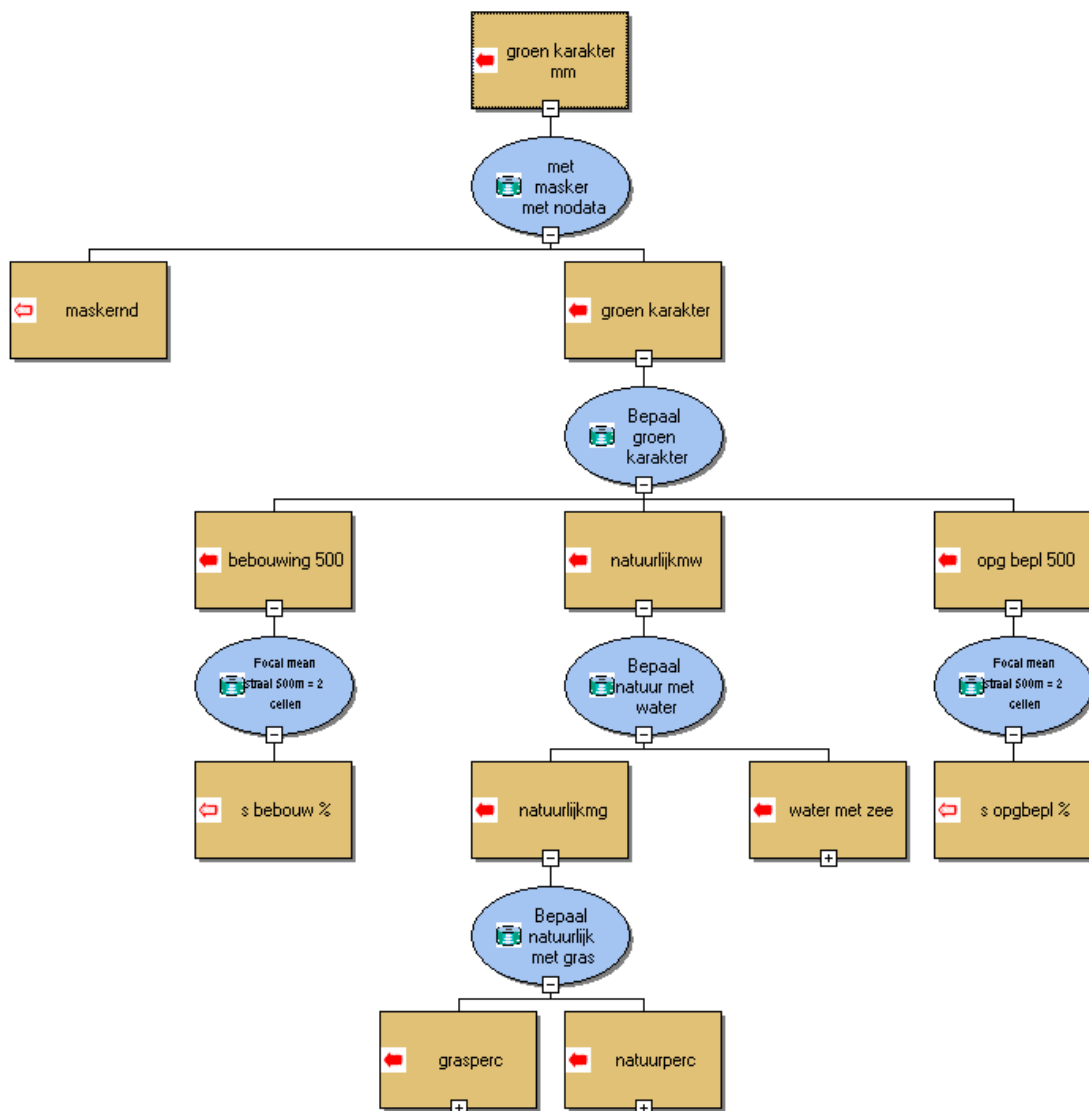 groen karakter
mm
met
masker
met nodata
maskernd
groen karakter
Bepaal
groen
karakter
bebouwing 500
natuurlijkmw
opg bepl 500
Focal mean
straal 500m = 2
cellen
Bepaal
natuur met
water
Focal mean
straal 500m = 2
cellen
s bebouw %
natuurlijkmg
water met zee
s opgbepl %
Bepaal
natuurlijk
met gras
grasperc
natuurperc